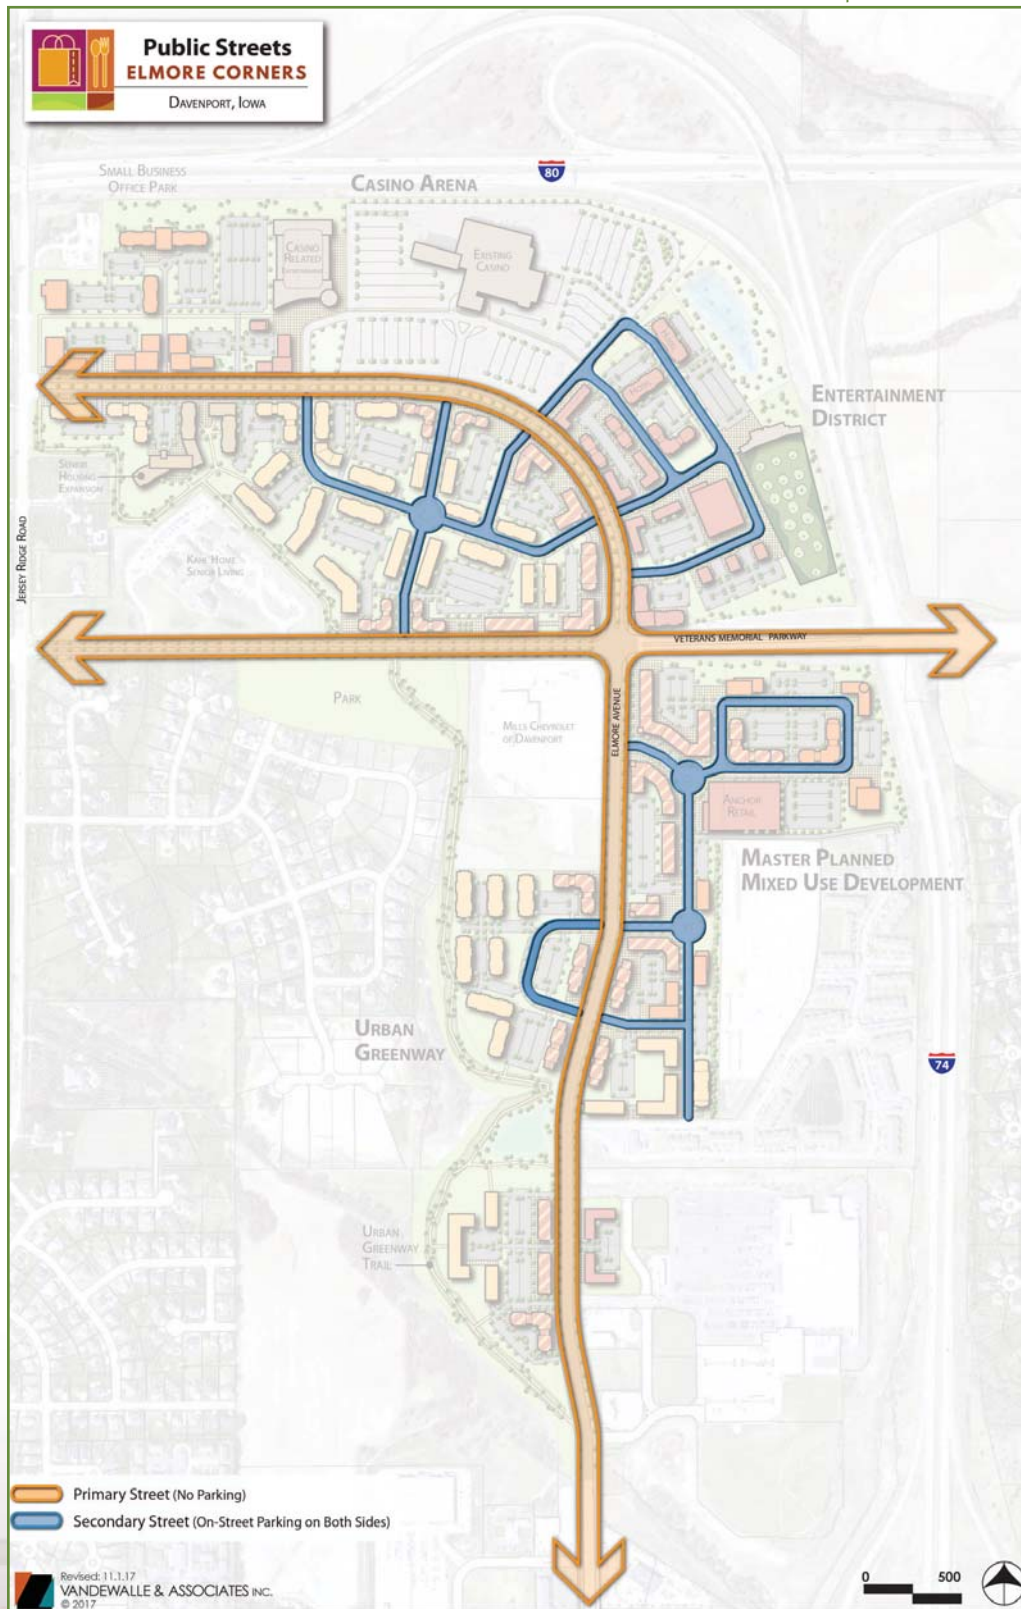 Public Streets
ELMORE CORNERS
DAVENPORT, IOWA
SMALL BUSINESS
OFFICE PARK
CASINO ARENA
80
CASINO
RELATED
EXISTING
CASINO
HOTEL
HOTEL
ENTERTAINMENT
DISTRICT
SENIOR
HOUSING
EXPANSION
KAHL HOME
SENIOR LIVING
JERSEY RIDGE ROAD
VETERANS MEMORIAL PARKWAY
PARK
ELMORE AVENUE
MILLS CHEVROLET
OF DAVENPORT
ANCHOR
RETAIL
MASTER PLANNED
MIXED USE DEVELOPMENT
URBAN
GREENWAY
74
URBAN
GREENWAY
TRAIL
Primary Street (No Parking)
Secondary Street (On-Street Parking on Both Sides)
Revised: 11.1.17
VANDEWALLE & ASSOCIATES INC.
© 2017
0 500